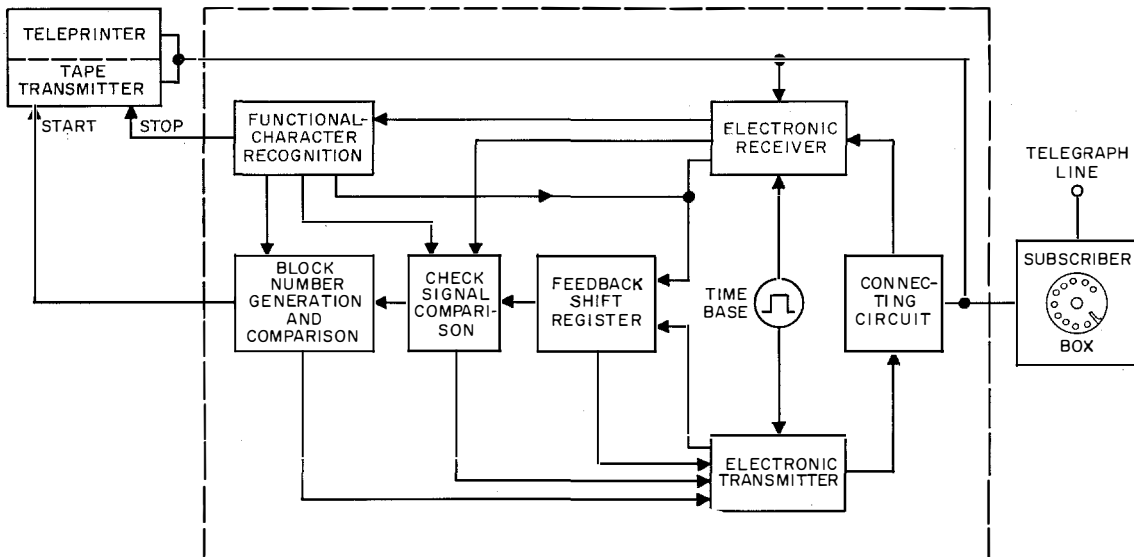 TELEPRINTER
TAPE
TRANSMITTER
START
STOP
FUNCTIONAL-
CHARACTER
RECOGNITION
ELECTRONIC
RECEIVER
TELEGRAPH
LINE
BLOCK
NUMBER
GENERATION
AND
COMPARISON
CHECK
SIGNAL
COMPARI-
SON
FEEDBACK
SHIFT
REGISTER
TIME
BASE
CONNEC-
TING
CIRCUIT
SUBSCRIBER
BOX
ELECTRONIC
TRANSMITTER